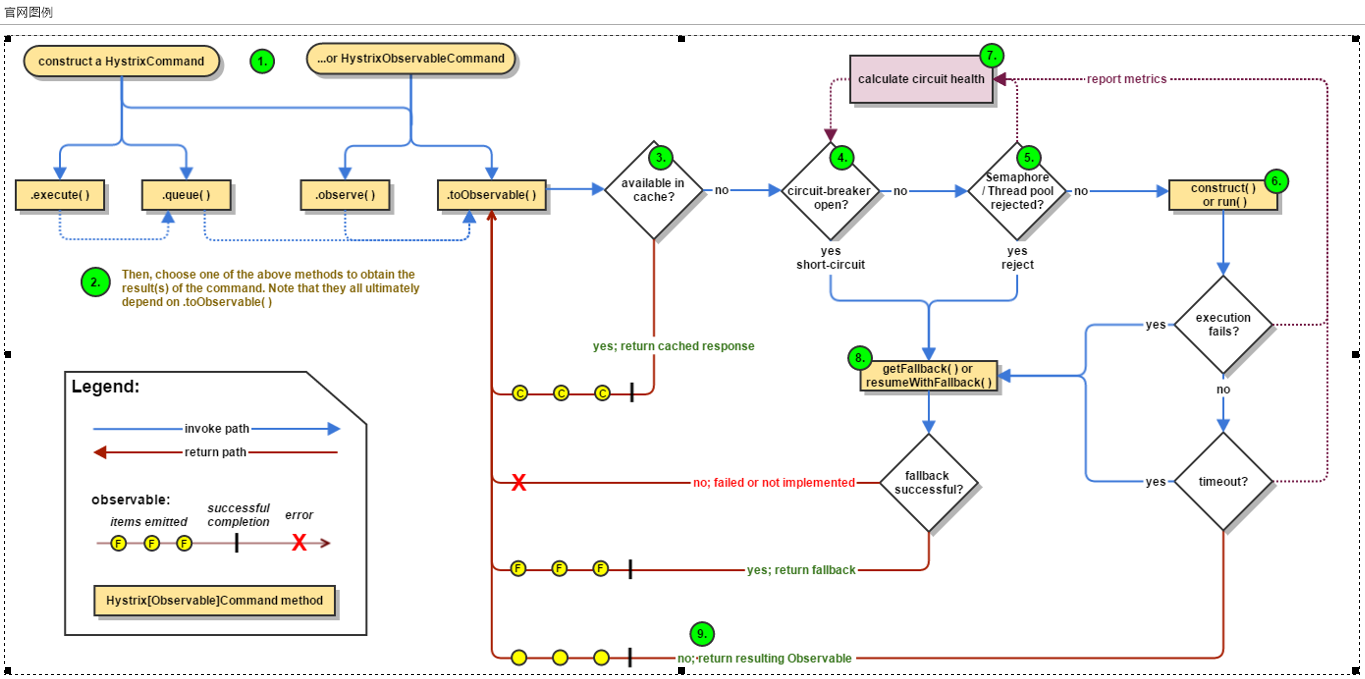 官网图例
construct a HystrixCommand
1.
...or HystrixObservableCommand
7.
calculate circuit health
report metrics
.execute( )
.queue( )
.observe( )
.toObservable( )
3.
available in
cache?
no
4.
circuit-breaker
open?
no
5.
Semaphore
/ Thread pool
rejected?
no
6.
construct( )
or run( )
yes
short-circuit
yes
reject
2.
Then, choose one of the above methods to obtain the
result(s) of the command. Note that they all ultimately
depend on .toObservable( )
yes
execution
fails?
yes; return cached response
8.
getFallback( ) or
resumeWithFallback( )
no
C
C
C
Legend:
invoke path
return path
observable:
items emitted
successful
completion
error
F
F
F
X
Hystrix[Observable]Command method
X
no; failed or not implemented
fallback
successful?
yes
timeout?
F
F
F
yes; return fallback
9.
no; return resulting Observable